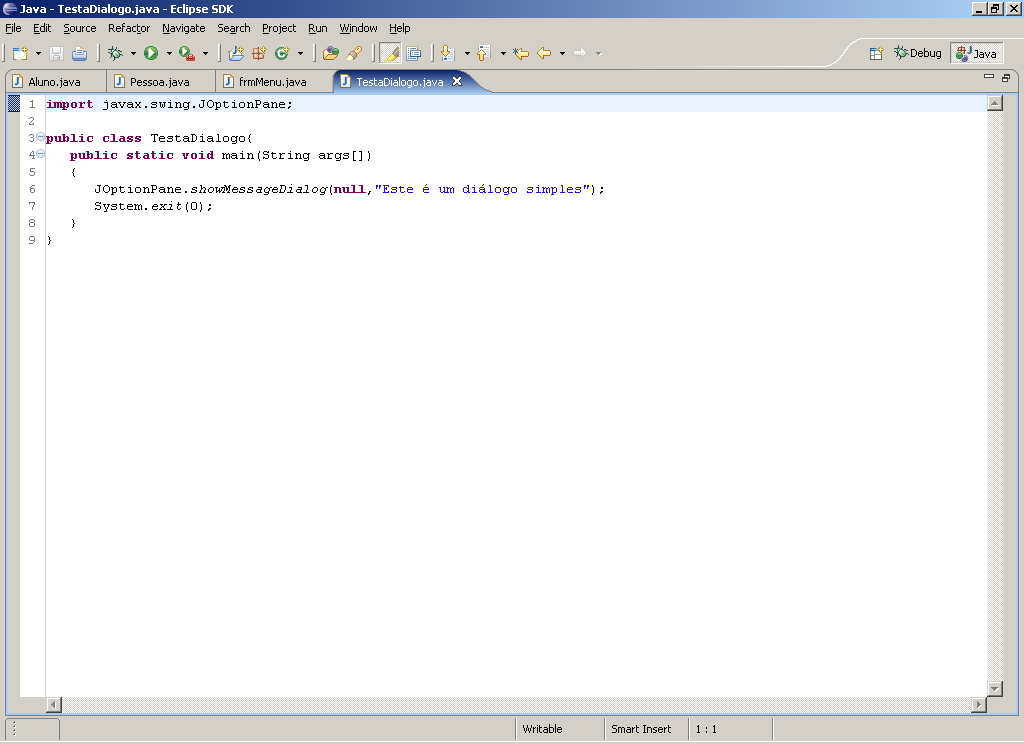 Java - TestaDialogo.java - Eclipse SDK
File Edit Source Refactor Navigate Search Project Run Window Help
Debug Java
Aluno.java Pessoa.java frmMenu.java TestaDialogo.java
1 import javax.swing.JOptionPane;
2
3 public class TestaDialogo{
4 public static void main(String args[])
5 {
6 JOptionPane.showMessageDialog(null,"Este é um diálogo simples");
7 System.exit(0);
8 }
9 }
Writable Smart Insert 1 : 1